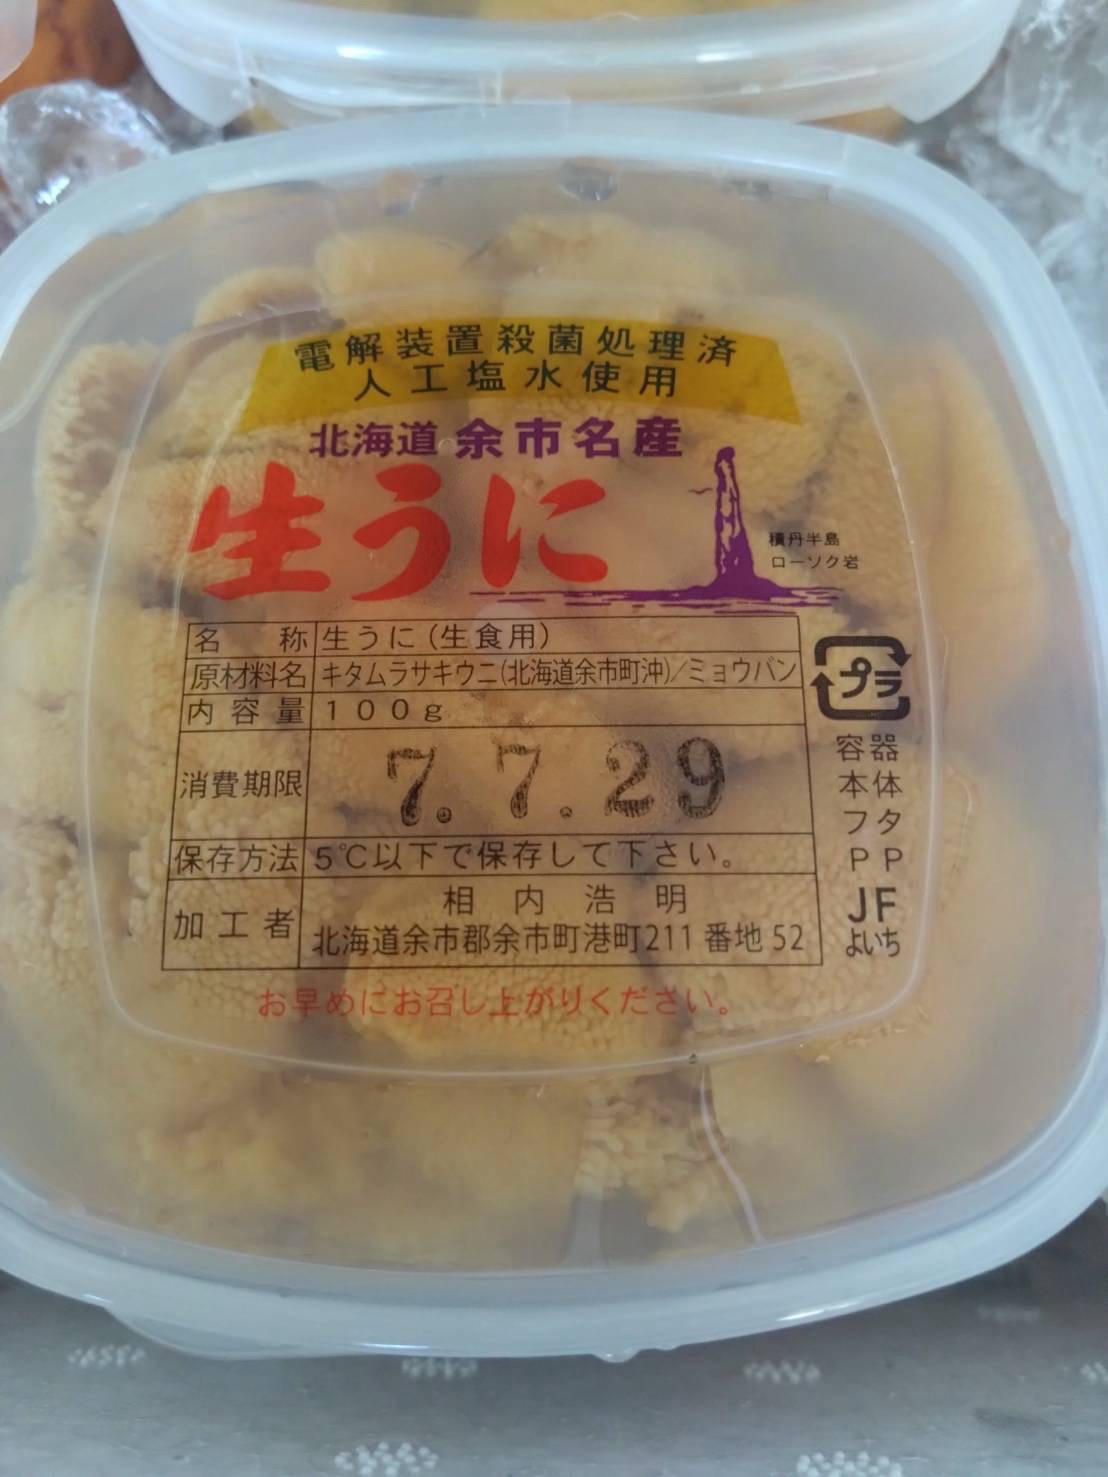 電解装置殺菌処理済
人工塩水使用
北海道 余市名産
生うに
積丹半島
ローソク岩
名称 生うに(生食用)
原材料名 キタムラサキウニ(北海道余市町沖)/ミョウバン
内容量 100g
消費期限 7.7.29
保存方法 5℃以下で保存して下さい。
加工者 相内浩明
北海道余市郡余市町港町211番地52
プラ
容器
本体
フタ
PP
JF
よいち
お早めにお召し上がりください。